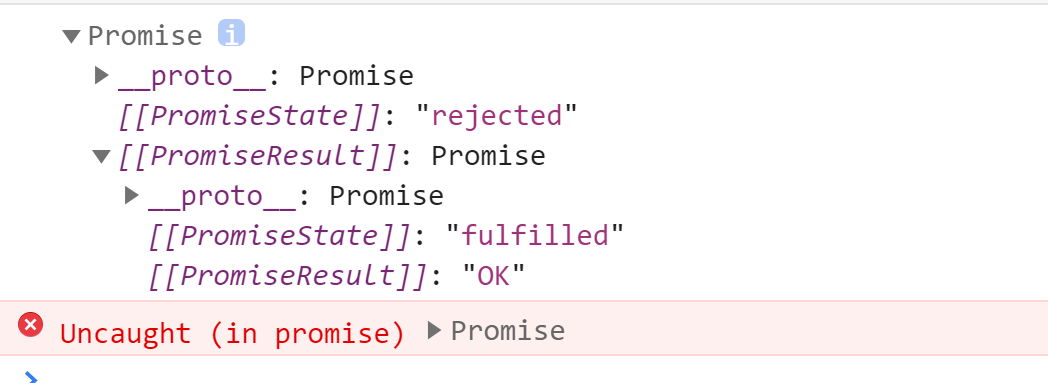 ▼Promise i
▶__proto__: Promise
[[PromiseState]]: "rejected"
▼[[PromiseResult]]: Promise
▶__proto__: Promise
[[PromiseState]]: "fulfilled"
[[PromiseResult]]: "OK"
Uncaught (in promise) ▶Promise